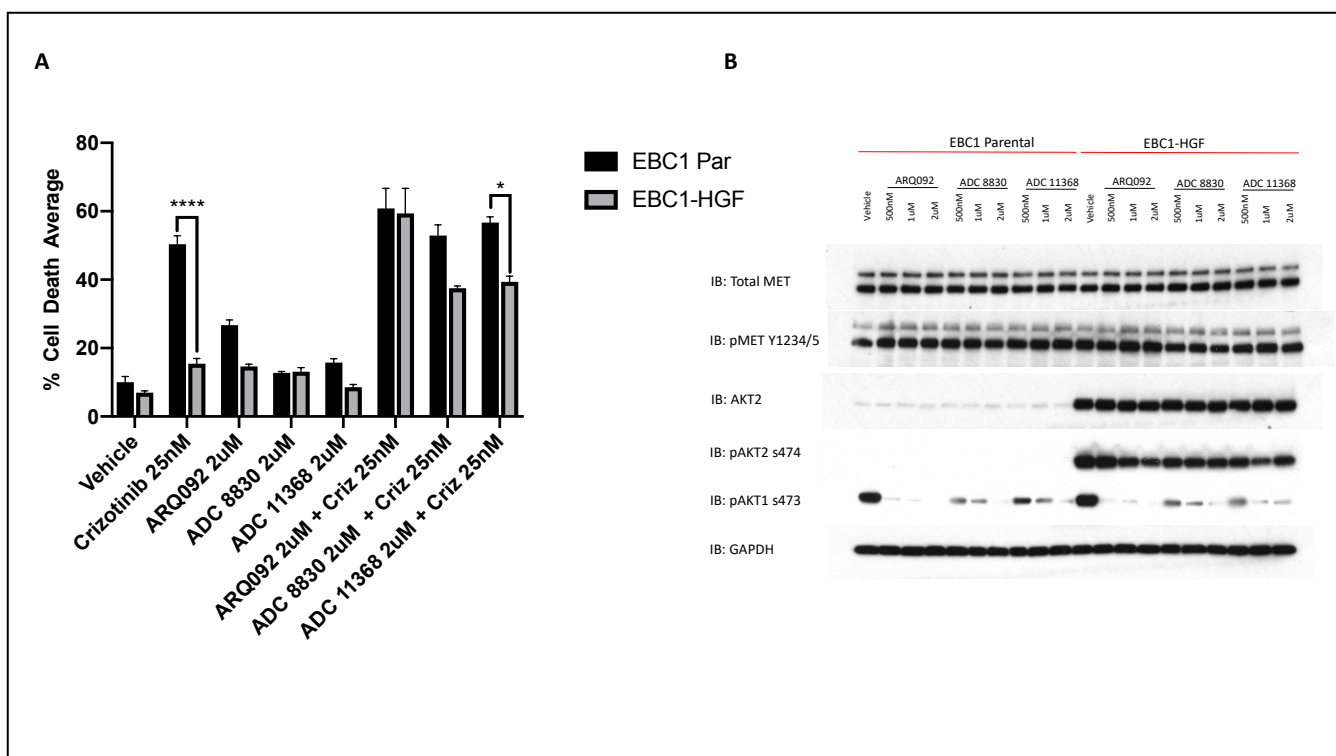 A
B
80
60
40
20
0
% Cell Death Average
****
*
EBC1 Par
EBC1-HGF
Vehicle
Crizotinib 25nM
ARQ092 2uM
ADC 8830 2uM
ADC 11368 2uM
ARQ092 2uM + Criz 25nM
ADC 8830 2uM + Criz 25nM
ADC 11368 2uM + Criz 25nM
EBC1 Parental EBC1-HGF
ARQ092 ADC 8830 ADC 11368 ARQ092 ADC 8830 ADC 11368
Vehicle 500nM 1uM 2uM 500nM 1uM 2uM 500nM 1uM 2uM Vehicle 500nM 1uM 2uM 500nM 1uM 2uM 500nM 1uM 2uM
IB: Total MET
IB: pMET Y1234/5
IB: AKT2
IB: pAKT2 s474
IB: pAKT1 s473
IB: GAPDH